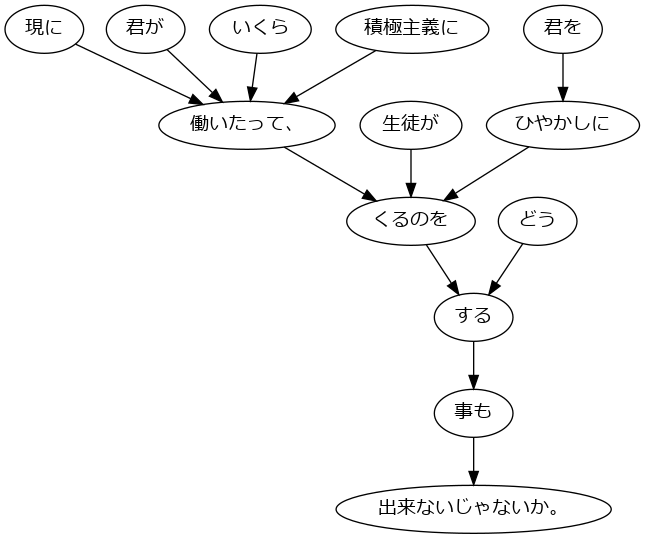 現に 君が いくら 積極主義に 君を
働いたって、 生徒が ひやかしに
くるのを どう
する
事も
出来ないじゃないか。